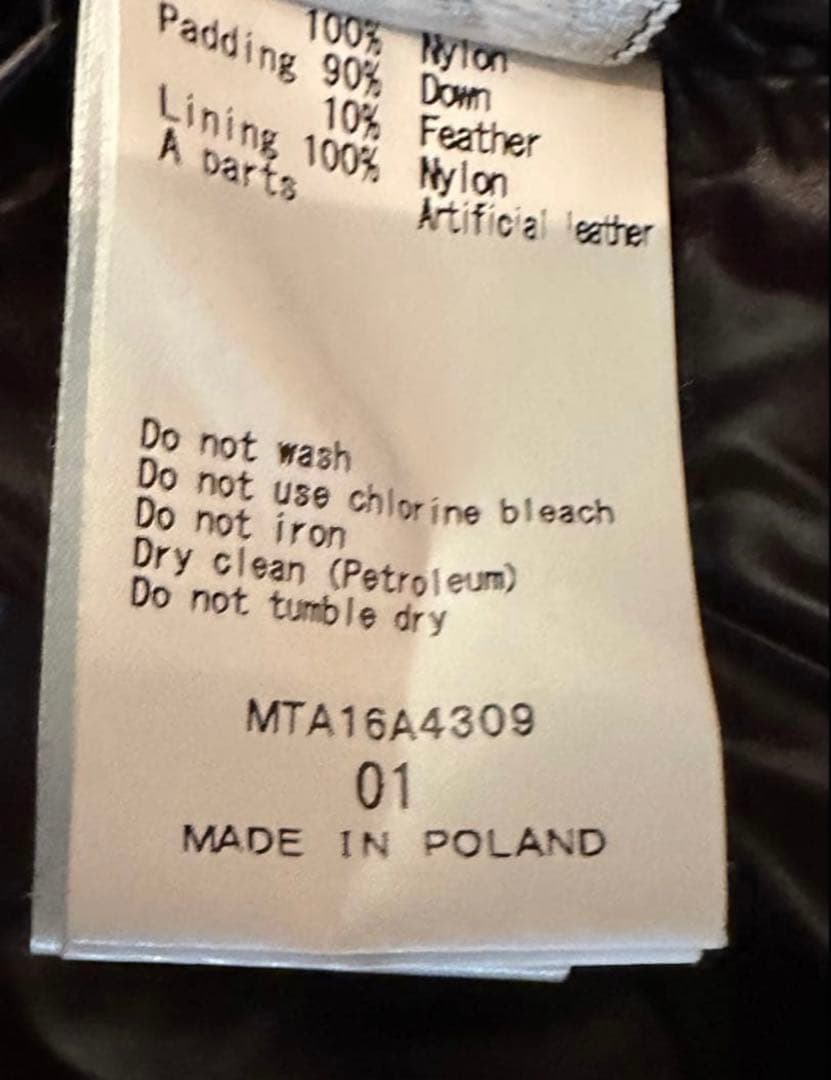 100% Nylon
Padding 90% Down
10% Feather
Lining 100% Nylon
A parts Artificial leather
Do not wash
Do not use chlorine bleach
Do not iron
Dry clean (Petroleum)
Do not tumble dry
MTA16A4309
01
MADE IN POLAND